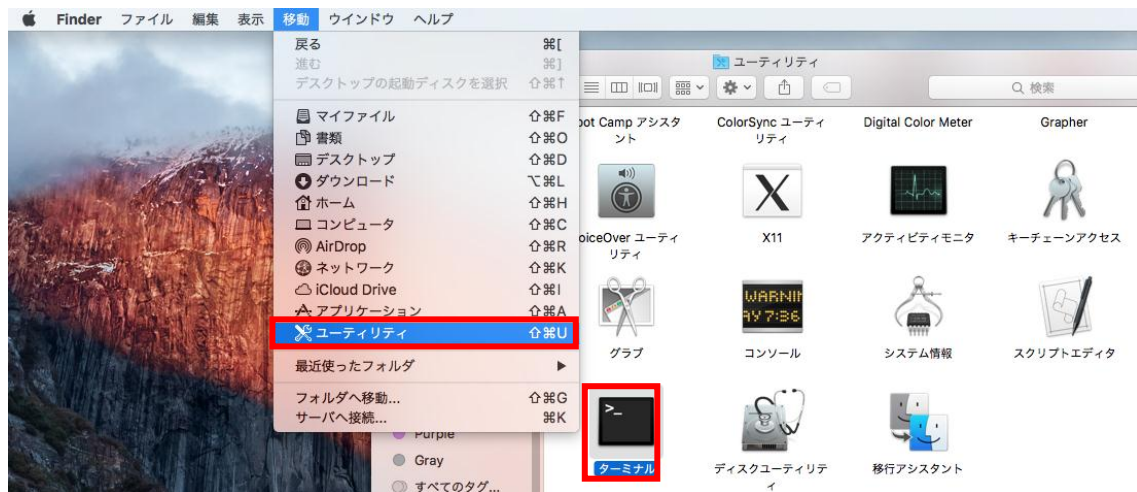 Finder ファイル 編集 表示 移動 ウインドウ ヘルプ
戻る ⌘[
進む ⌘]
デスクトップの起動ディスクを選択 ⇧⌘↑
マイファイル ⇧⌘F
書類 ⇧⌘O
デスクトップ ⇧⌘D
ダウンロード ⌥⌘L
ホーム ⇧⌘H
コンピュータ ⇧⌘C
AirDrop ⇧⌘R
ネットワーク ⇧⌘K
iCloud Drive ⇧⌘I
アプリケーション ⇧⌘A
ユーティリティ ⇧⌘U
最近使ったフォルダ ▶
フォルダへ移動... ⇧⌘G
サーバへ接続... ⌘K
Purple
Gray
すべてのタグ...
ユーティリティ
検索
oot Camp アシスタ
ント
ColorSync ユーティ
リティ
Digital Color Meter
Grapher
oiceOver ユーティ
リティ
X11
アクティビティモニタ
キーチェーンアクセス
WARNIN
AY 7:36
グラブ
コンソール
システム情報
スクリプトエディタ
>_
ターミナル
ディスクユーティリテ
ィ
移行アシスタント